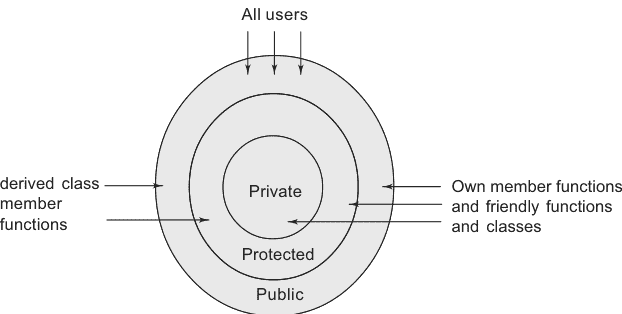 All users
derived class
member
functions
Private
Own member functions
and friendly functions
and classes
Protected
Public